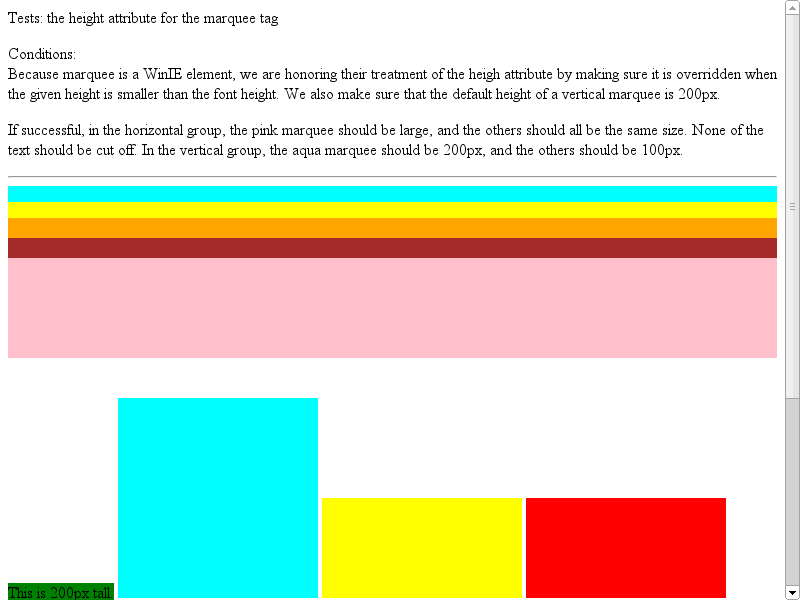 Tests: the height attribute for the marquee tag
Conditions:
Because marquee is a WinIE element, we are honoring their treatment of the heigh attribute by making sure it is overridden when
the given height is smaller than the font height. We also make sure that the default height of a vertical marquee is 200px.
If successful, in the horizontal group, the pink marquee should be large, and the others should all be the same size. None of the
text should be cut off. In the vertical group, the aqua marquee should be 200px, and the others should be 100px.
This is 200px tall